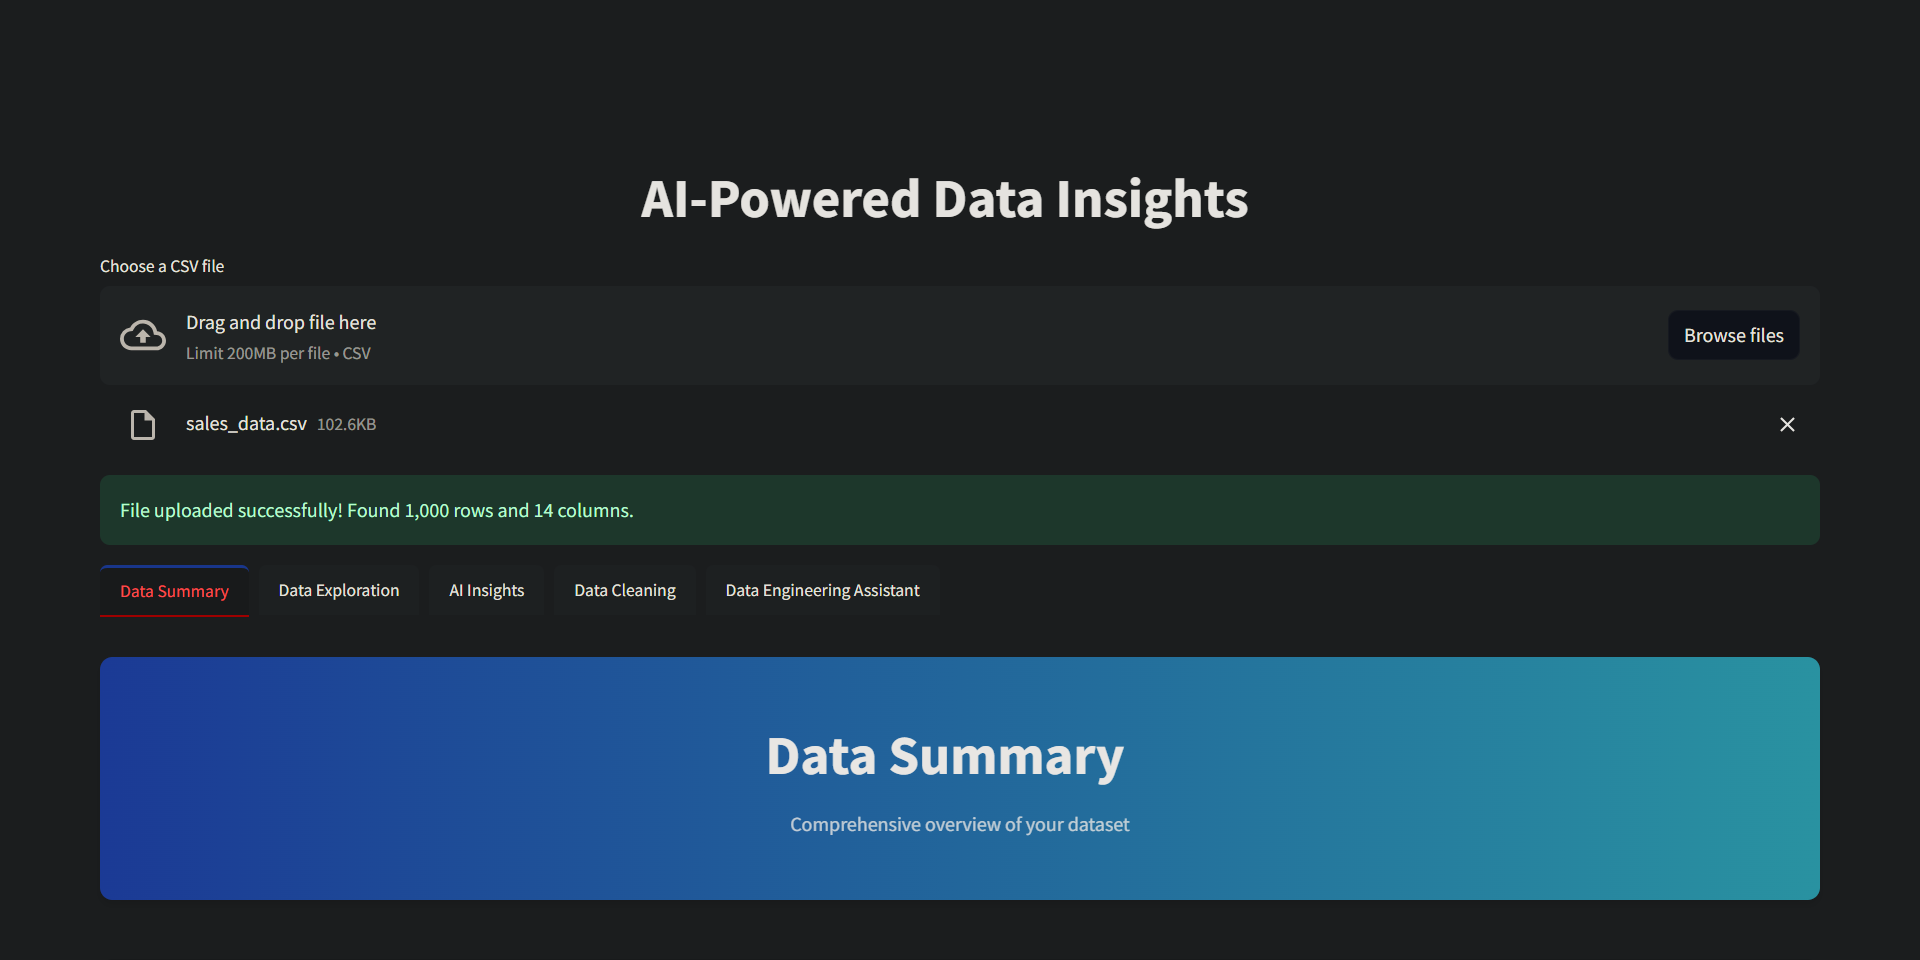 AI-Powered Data Insights
Choose a CSV file
Drag and drop file here
Limit 200MB per file • CSV
Browse files
sales_data.csv 102.6KB
File uploaded successfully! Found 1,000 rows and 14 columns.
Data Summary Data Exploration AI Insights Data Cleaning Data Engineering Assistant
Data Summary
Comprehensive overview of your dataset